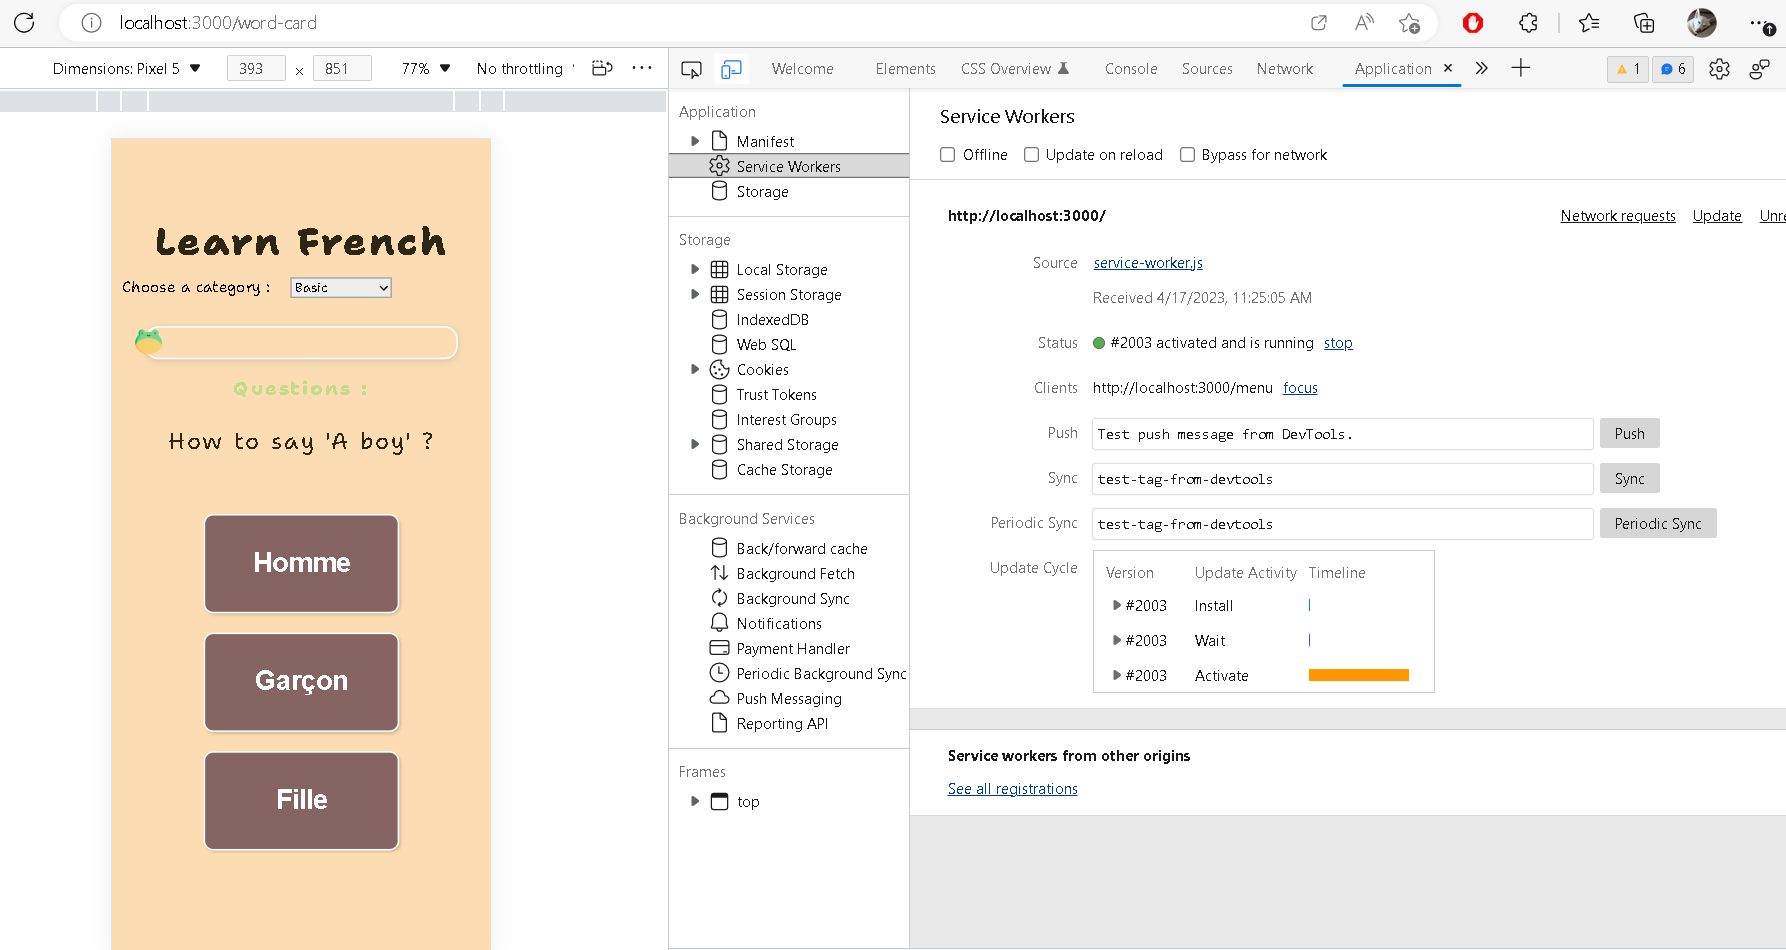 localhost:3000/word-card
Dimensions: Pixel 5 393 × 851 77% No throttling
Welcome Elements CSS Overview Console Sources Network Application 1 6
Learn French
Choose a category : Basic
Questions :
How to say 'A boy' ?
Homme
Garçon
Fille
Application
Manifest
Service Workers
Storage
Storage
Local Storage
Session Storage
IndexedDB
Web SQL
Cookies
Trust Tokens
Interest Groups
Shared Storage
Cache Storage
Background Services
Back/forward cache
Background Fetch
Background Sync
Notifications
Payment Handler
Periodic Background Sync
Push Messaging
Reporting API
Frames
top
Service Workers
Offline Update on reload Bypass for network
http://localhost:3000/ Network requests Update Unre
Source service-worker.js
Received 4/17/2023, 11:25:05 AM
Status #2003 activated and is running stop
Clients http://localhost:3000/menu focus
Push Test push message from DevTools. Push
Sync test-tag-from-devtools Sync
Periodic Sync test-tag-from-devtools Periodic Sync
Update Cycle Version Update Activity Timeline
#2003 Install
#2003 Wait
#2003 Activate
Service workers from other origins
See all registrations